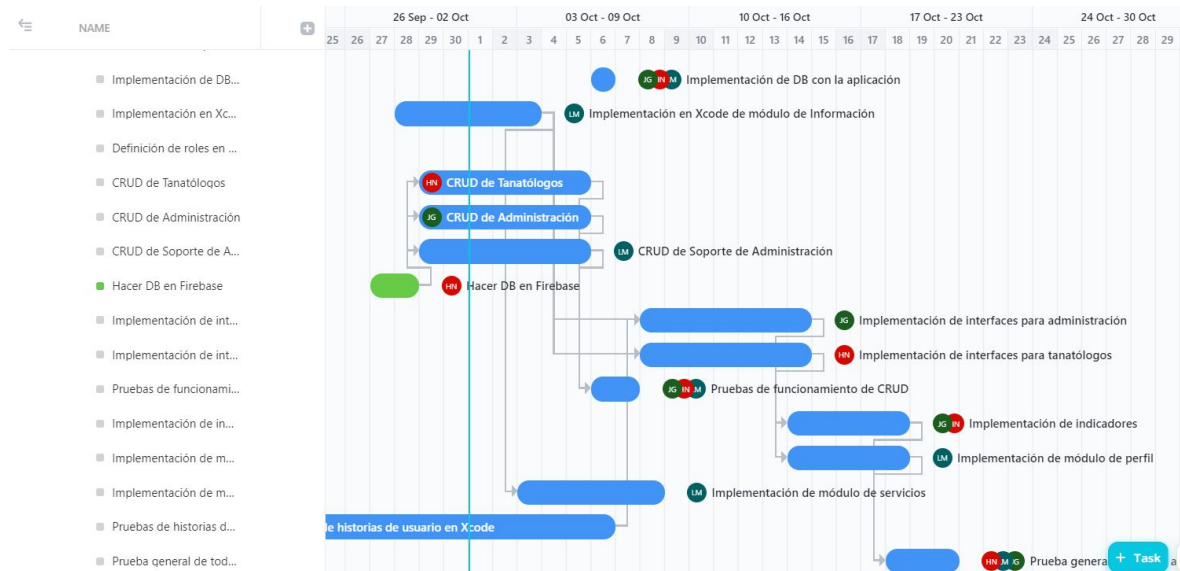 NAME
26 Sep - 02 Oct 03 Oct - 09 Oct 10 Oct - 16 Oct 17 Oct - 23 Oct 24 Oct - 30 Oct
25 26 27 28 29 30 1 2 3 4 5 6 7 8 9 10 11 12 13 14 15 16 17 18 19 20 21 22 23 24 25 26 27 28 29
Implementación de DB... JG IN M Implementación de DB con la aplicación
Implementación en Xc... LM Implementación en Xcode de módulo de Información
Definición de roles en ...
CRUD de Tanatólogos HN CRUD de Tanatólogos
CRUD de Administración JG CRUD de Administración
CRUD de Soporte de A... LM CRUD de Soporte de Administración
Hacer DB en Firebase HN Hacer DB en Firebase
Implementación de int... JG Implementación de interfaces para administración
Implementación de int... HN Implementación de interfaces para tanatólogos
Pruebas de funcionami... JG IN M Pruebas de funcionamiento de CRUD
Implementación de in... JG IN Implementación de indicadores
Implementación de m... LM Implementación de módulo de perfil
Implementación de m... LM Implementación de módulo de servicios
Pruebas de historias d... de historias de usuario en Xcode
Prueba general de tod... HN M G Prueba genera + Task a